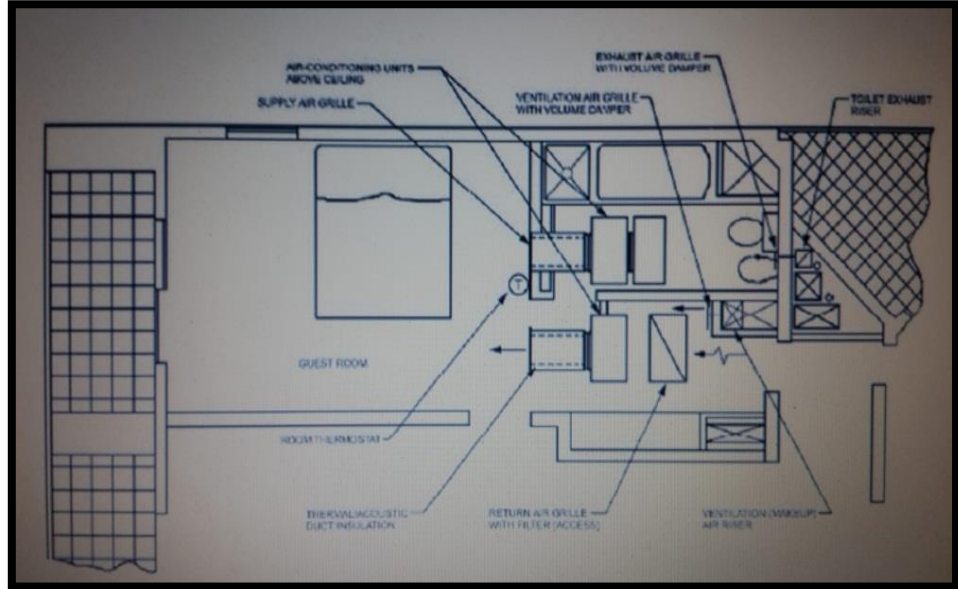 EXHAUST AIR GRILLE
WITH VOLUME DAMPER
AIR-CONDITIONING UNITS
ABOVE CEILING
SUPPLY AIR GRILLE
VENTILATION AIR GRILLE
WITH VOLUME DAMPER
TOILET EXHAUST
RISER
T
GUEST ROOM
ROOM THERMOSTAT
THERMAL/ACOUSTIC
DUCT INSULATION
RETURN AIR GRILLE
WITH FILTER (ACCESS)
VENTILATION (MAKEUP)
AIR RISER